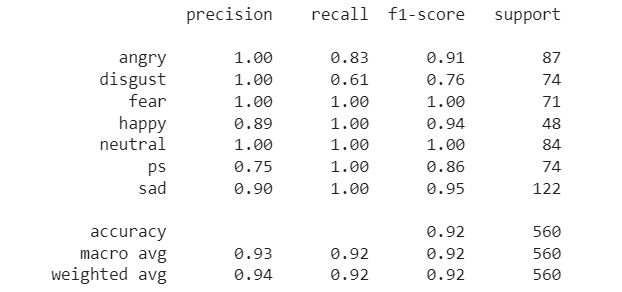 precision recall f1-score support
angry 1.00 0.83 0.91 87
disgust 1.00 0.61 0.76 74
fear 1.00 1.00 1.00 71
happy 0.89 1.00 0.94 48
neutral 1.00 1.00 1.00 84
ps 0.75 1.00 0.86 74
sad 0.90 1.00 0.95 122
accuracy 0.92 560
macro avg 0.93 0.92 0.92 560
weighted avg 0.94 0.92 0.92 560